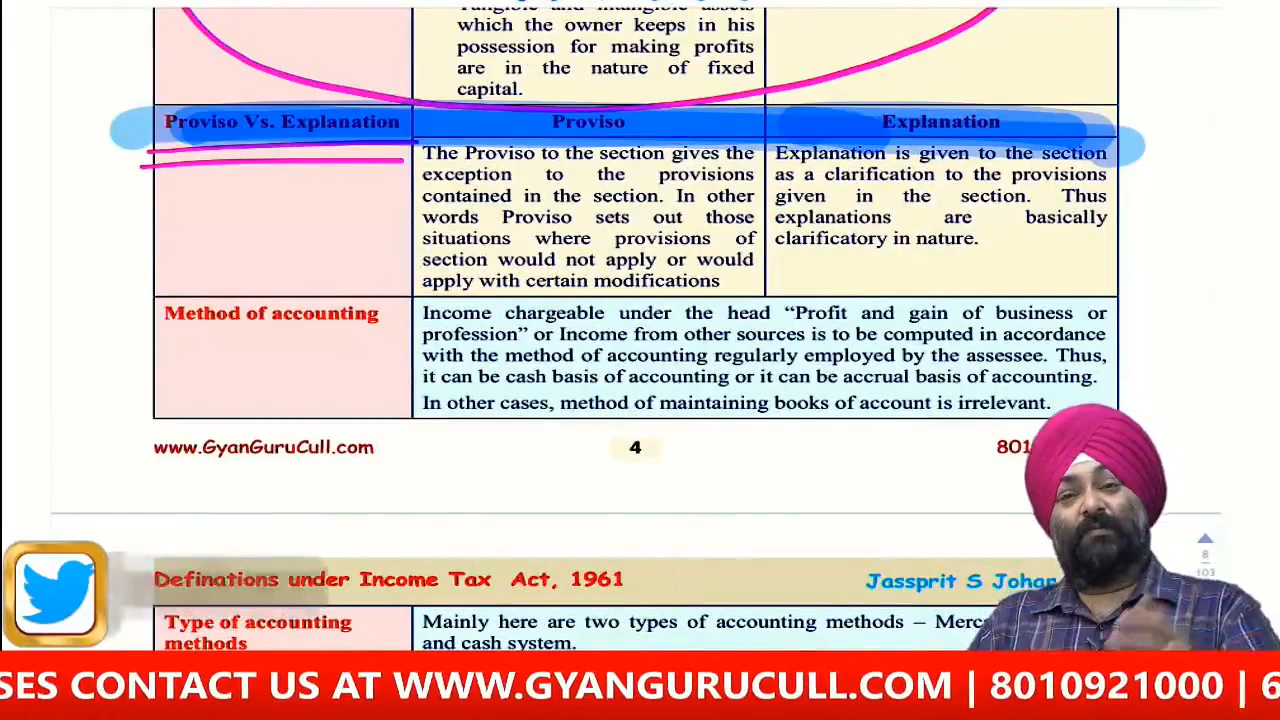 Tangible and intangible assets
which the owner keeps in his
possession for making profits
are in the nature of fixed
capital.
Proviso Vs. Explanation
Proviso
Explanation
The Proviso to the section gives the
exception to the provisions
contained in the section. In other
words Proviso sets out those
situations where provisions of
section would not apply or would
apply with certain modifications
Explanation is given to the section
as a clarification to the provisions
given in the section. Thus
explanations are basically
clarificatory in nature.
Method of accounting
Income chargeable under the head “Profit and gain of business or
profession” or Income from other sources is to be computed in accordance
with the method of accounting regularly employed by the assessee. Thus,
it can be cash basis of accounting or it can be accrual basis of accounting.
In other cases, method of maintaining books of account is irrelevant.
www.GyanGuruCull.com
4
801
8
103
Definations under Income Tax Act, 1961
Jassprit S Johar
Type of accounting
methods
Mainly here are two types of accounting methods – Merc
and cash system.
SES CONTACT US AT WWW.GYANGURUCULL.COM | 8010921000 | 6